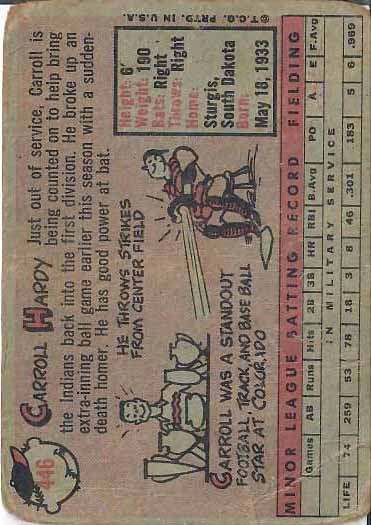 446
CARROLL HARDY
Just out of service, Carroll is
being counted on to help bring
the Indians back into the first division. He broke up an
extra-inning ball game earlier this season with a sudden-
death homer. He has good power at bat.
Height: 6'
Weight: 190
Bats: Right
Throws: Right
Home: Sturgis,
South Dakota
Born:
May 18, 1933
© T.C.G. PRTD. IN U.S.A.
HE THROWS STRIKES
FROM CENTER FIELD
CARROLL WAS A STANDOUT
FOOTBALL, TRACK, AND BASE BALL
STAR AT COLORADO
MINOR LEAGUE BATTING RECORD FIELDING
Games AB Runs Hits 2B 3B HR RBI B.Avg PO A E F.Avg
IN MILITARY SERVICE
LIFE 74 259 53 78 18 3 8 46 .301 183 5 6 .969